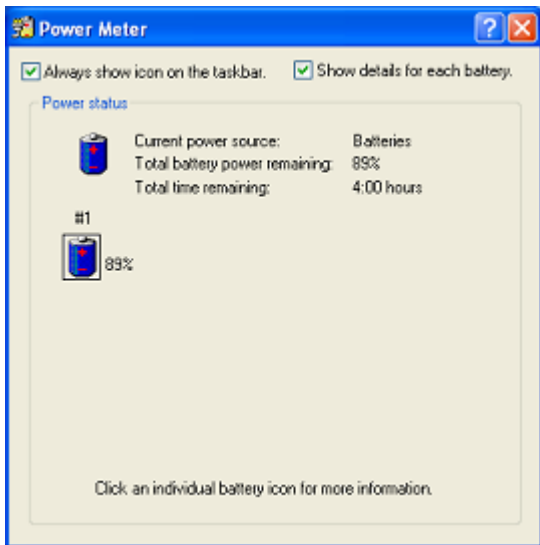 Power Meter
Always show icon on the taskbar. Show details for each battery.
Power status
Current power source: Batteries
Total battery power remaining: 89%
Total time remaining: 4:00 hours
#1
89%
Click an individual battery icon for more information.